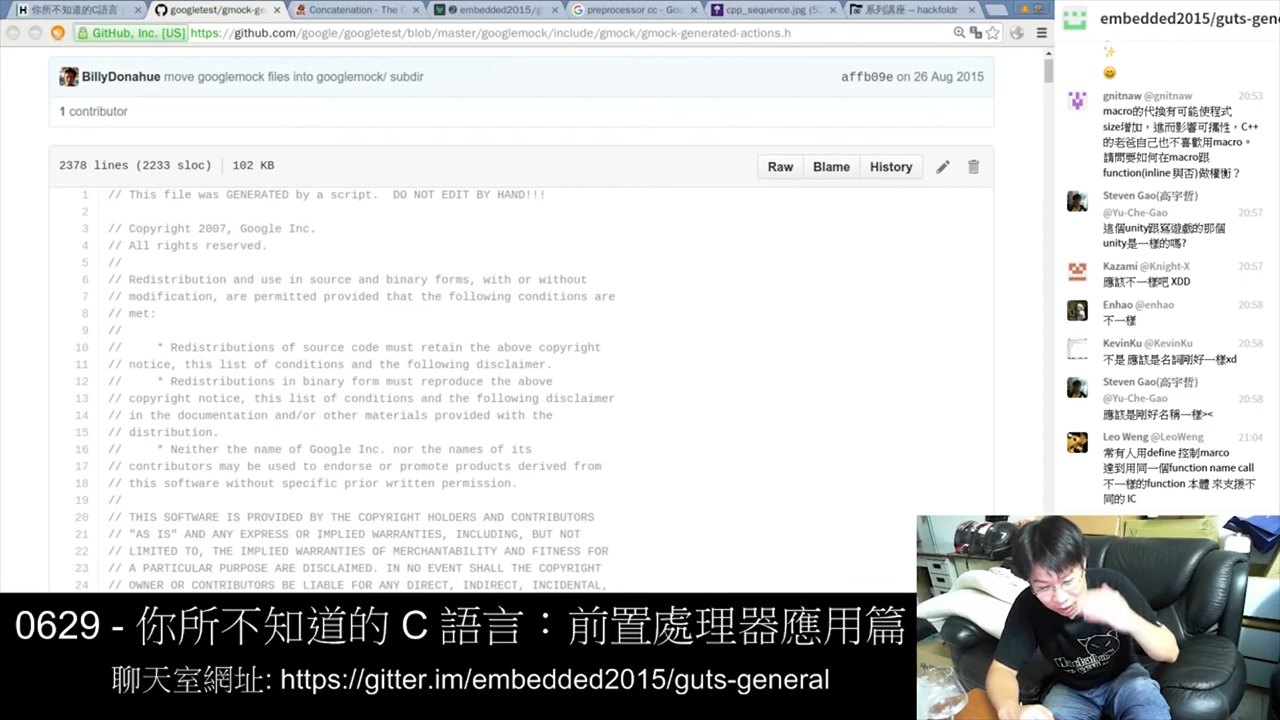 你所不知道的C語言
googletest/gmock-ge
Concatenation - The C
embedded2015/gu
preprocessor cc - Goo
cpp_sequence.jpg (52
系列講座 -- hackfoldr
GitHub, Inc. [US]
https://github.com/google/googletest/blob/master/googlemock/include/gmock/gmock-generated-actions.h
BillyDonahue move googlemock files into googlemock/ subdir
affb09e on 26 Aug 2015
1 contributor
2378 lines (2233 sloc) 102 KB
Raw
Blame
History
1 // This file was GENERATED by a script. DO NOT EDIT BY HAND!!!
2
3 // Copyright 2007, Google Inc.
4 // All rights reserved.
5 //
6 // Redistribution and use in source and binary forms, with or without
7 // modification, are permitted provided that the following conditions are
8 // met:
9 //
10 // * Redistributions of source code must retain the above copyright
11 // notice, this list of conditions and the following disclaimer.
12 // * Redistributions in binary form must reproduce the above
13 // copyright notice, this list of conditions and the following disclaimer
14 // in the documentation and/or other materials provided with the
15 // distribution.
16 // * Neither the name of Google Inc. nor the names of its
17 // contributors may be used to endorse or promote products derived from
18 // this software without specific prior written permission.
19 //
20 // THIS SOFTWARE IS PROVIDED BY THE COPYRIGHT HOLDERS AND CONTRIBUTORS
21 // "AS IS" AND ANY EXPRESS OR IMPLIED WARRANTIES, INCLUDING, BUT NOT
22 // LIMITED TO, THE IMPLIED WARRANTIES OF MERCHANTABILITY AND FITNESS FOR
23 // A PARTICULAR PURPOSE ARE DISCLAIMED. IN NO EVENT SHALL THE COPYRIGHT
24 // OWNER OR CONTRIBUTORS BE LIABLE FOR ANY DIRECT, INDIRECT, INCIDENTAL,
embedded2015/guts-gene
gnitnaw @gnitnaw 20:53
macro的代換有可能使程式
size增加，進而影響可攜性，C++
的老爸自己也不喜歡用macro。
請問要如何在macro跟
function(inline 與否)做權衡？
Steven Gao(高宇哲)
@Yu-Che-Gao 20:57
這個unity跟寫遊戲的那個
unity是一樣的嗎?
Kazami @Knight-X 20:57
應該不一樣吧 XDD
Enhao @enhao 20:58
不一樣
KevinKu @KevinKu 20:58
不是 應該是名詞剛好一樣xd
Steven Gao(高宇哲)
@Yu-Che-Gao 20:58
應該是剛好名稱一樣><
Leo Weng @LeoWeng 21:04
常有人用define 控制marco
達到用同一個function name call
不一樣的function 本體 來支援不
同的 IC
0629 - 你所不知道的 C 語言：前置處理器應用篇
聊天室網址: https://gitter.im/embedded2015/guts-general